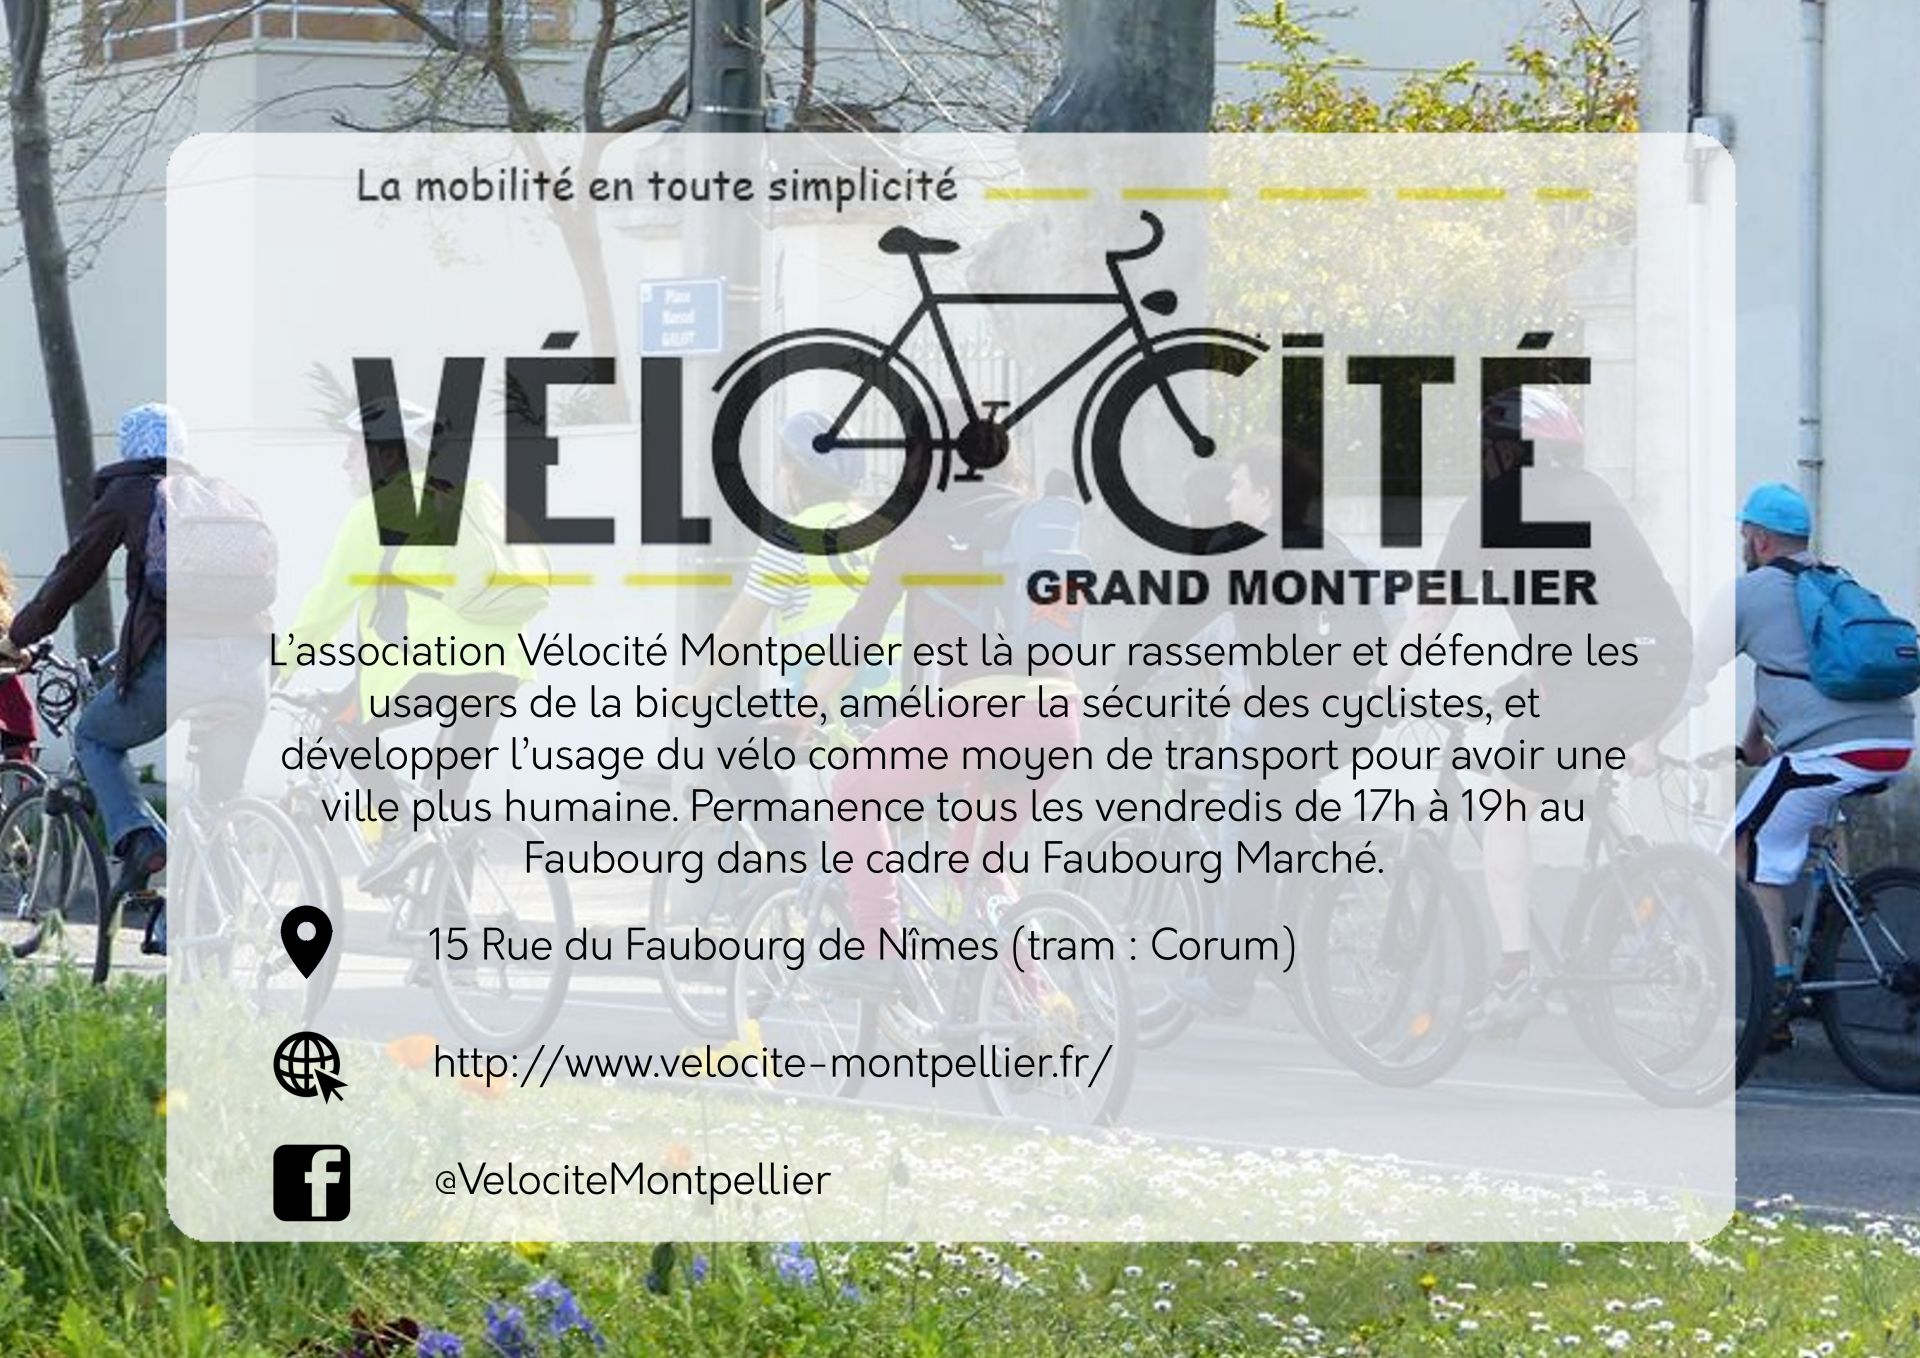 La mobilité en toute simplicité
VÉLOCITÉ
GRAND MONTPELLIER
Place
L'association Vélocité Montpellier est là pour rassembler et défendre les
usagers de la bicyclette, améliorer la sécurité des cyclistes, et
développer l'usage du vélo comme moyen de transport pour avoir une
ville plus humaine. Permanence tous les vendredis de 17h à 19h au
Faubourg dans le cadre du Faubourg Marché.
15 Rue du Faubourg de Nîmes (tram : Corum)
http://www.velocite-montpellier.fr/
@VelociteMontpellier